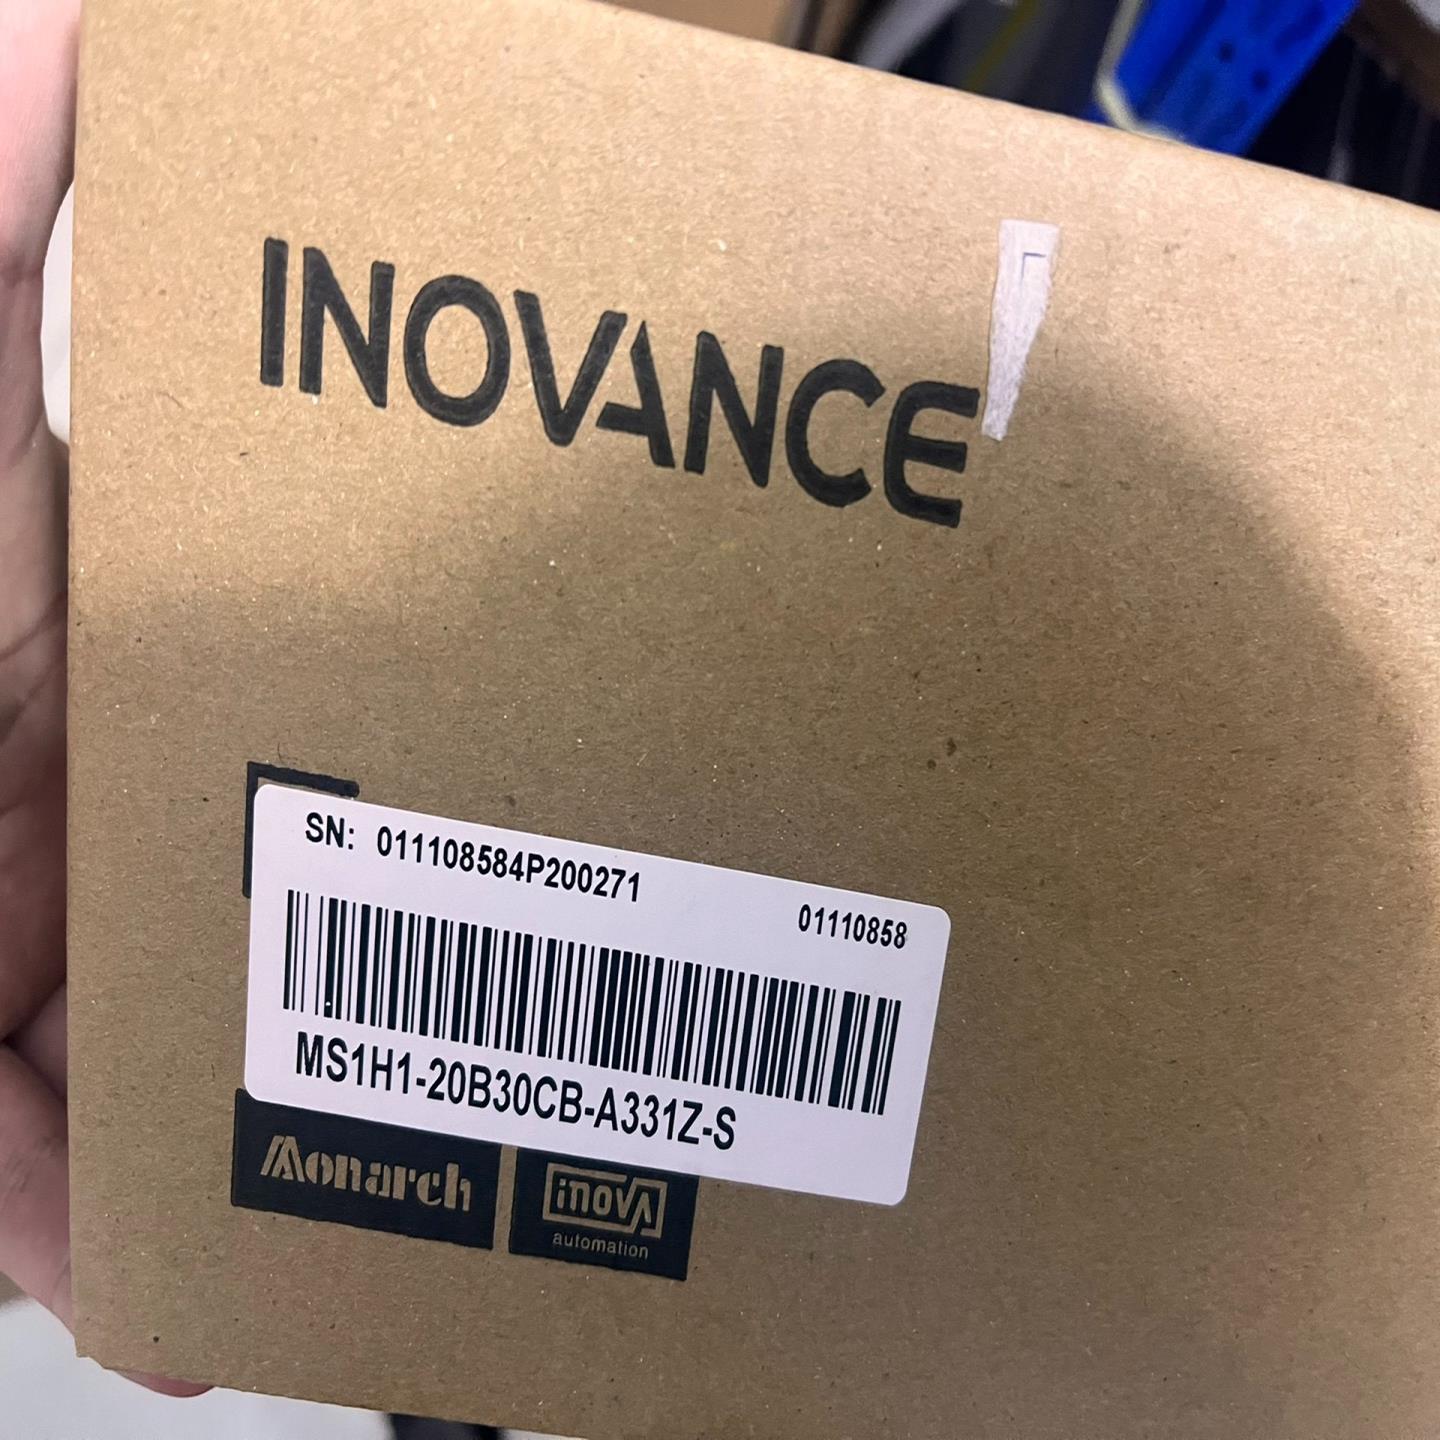 INOVANCE
SN: 011108584P200271
01110858
MS1H1-20B30CB-A331Z-S
Monarch
inovA
automation